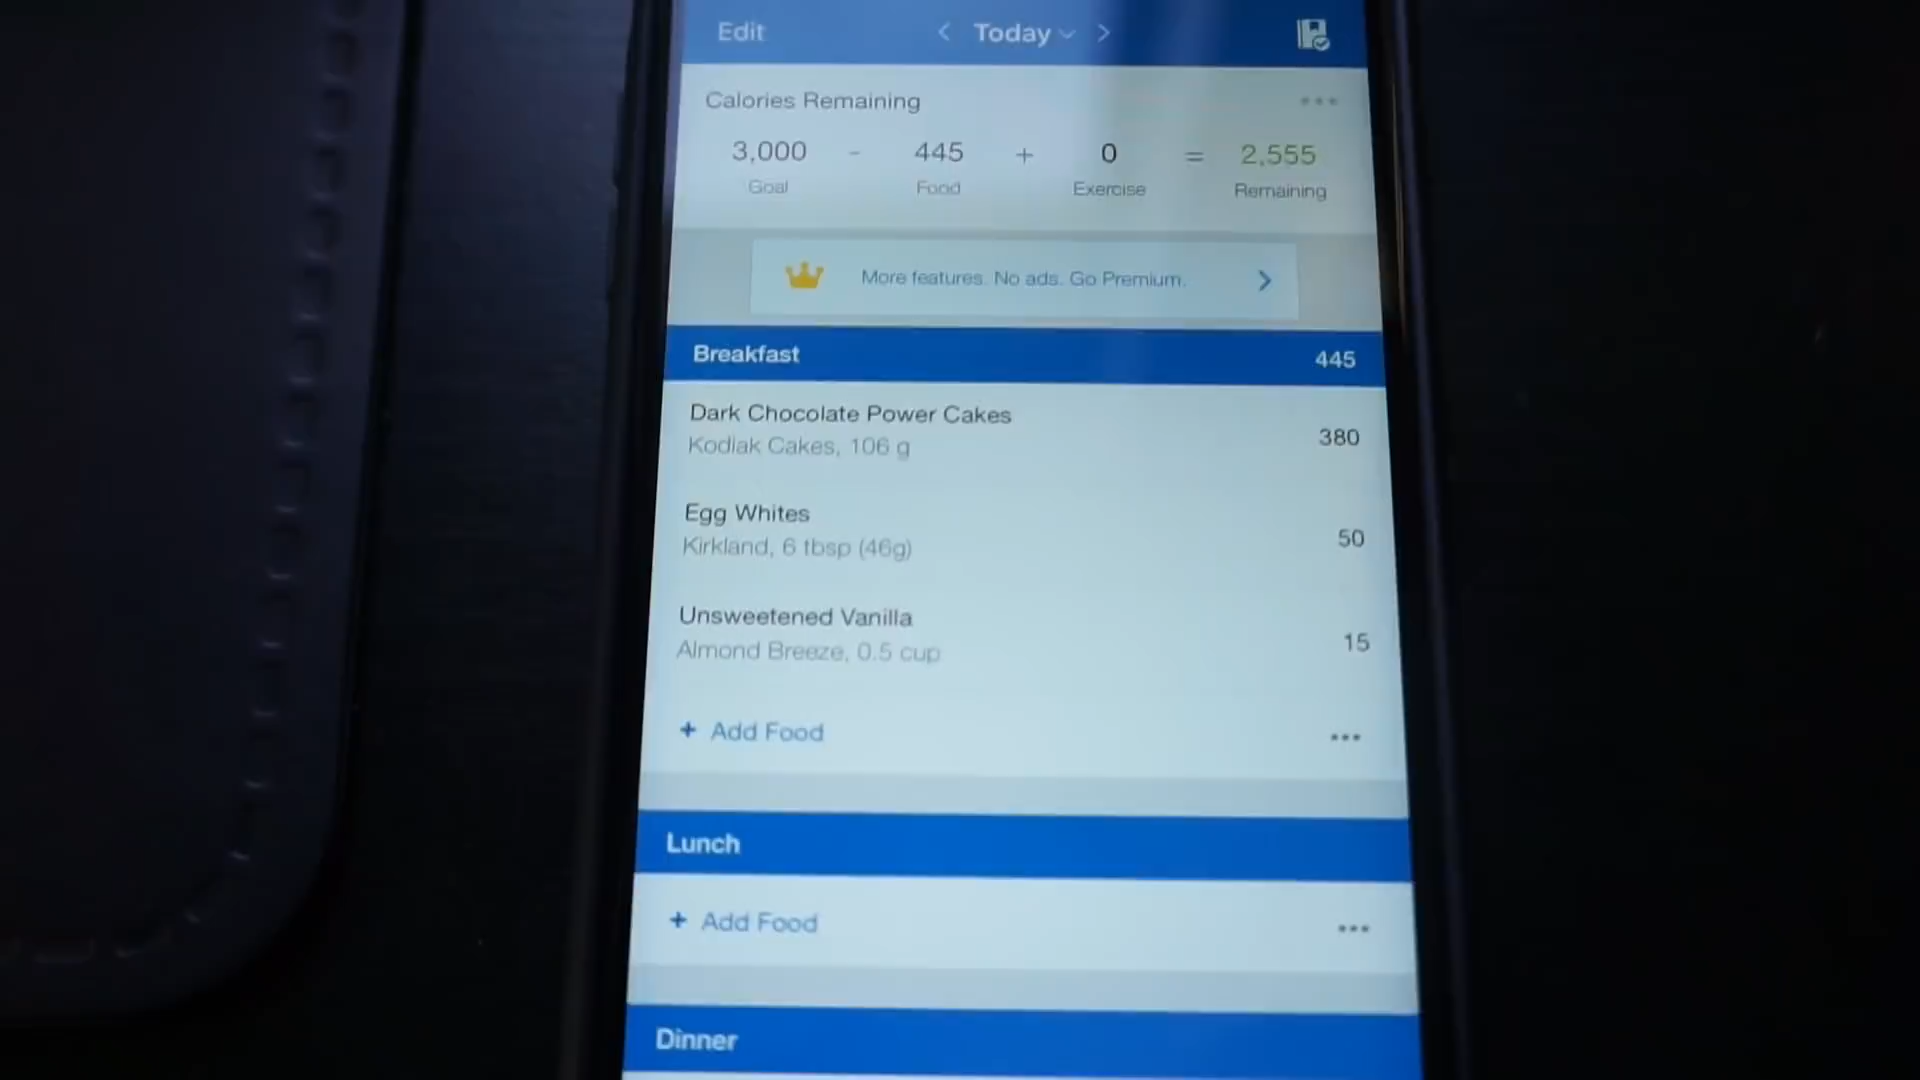 Edit < Today >
Calories Remaining
3,000 - 445 + 0 = 2,555
Goal Food Exercise Remaining
More features. No ads. Go Premium.
Breakfast 445
Dark Chocolate Power Cakes
Kodiak Cakes, 106 g 380
Egg Whites
Kirkland, 6 tbsp (46g) 50
Unsweetened Vanilla
Almond Breeze, 0.5 cup 15
+ Add Food
Lunch
+ Add Food
Dinner